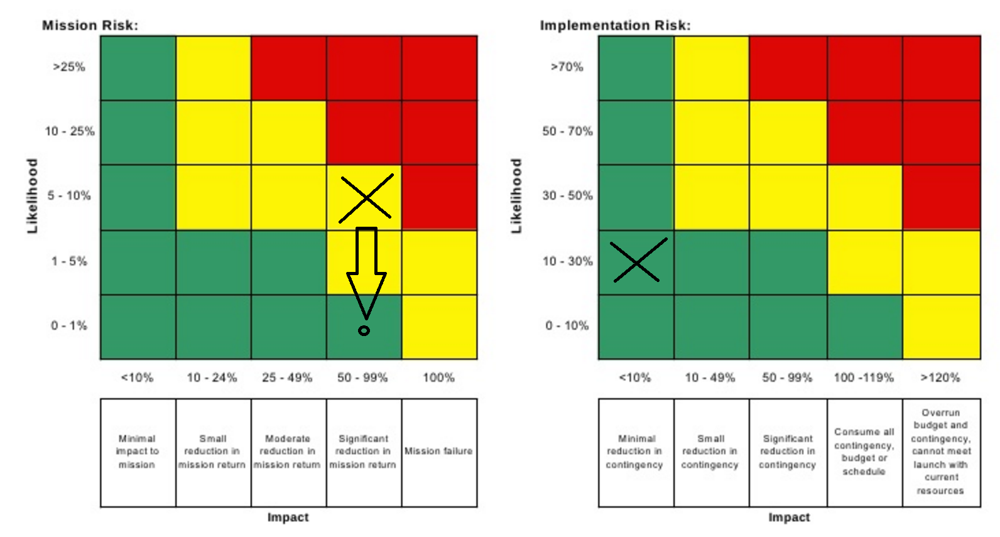 Mission Risk:
>25%
10 - 25%
5 - 10%
1 - 5%
0 - 1%
Likelihood
<10%
10 - 24%
25 - 49%
50 - 99%
100%
Minimal
impact to
mission
Small
reduction in
mission return
Moderate
reduction in
mission return
Significant
reduction in
mission return
Mission failure
Impact
Implementation Risk:
>70%
50 - 70%
30 - 50%
10 - 30%
0 - 10%
Likelihood
<10%
10 - 49%
50 - 99%
100 -119%
>120%
Minimal
reduction in
contingency
Small
reduction in
contingency
Significant
reduction in
contingency
Consume all
contingency,
budget or
schedule
Overrun
budget and
contingency,
cannot meet
launch with
current
resources
Impact